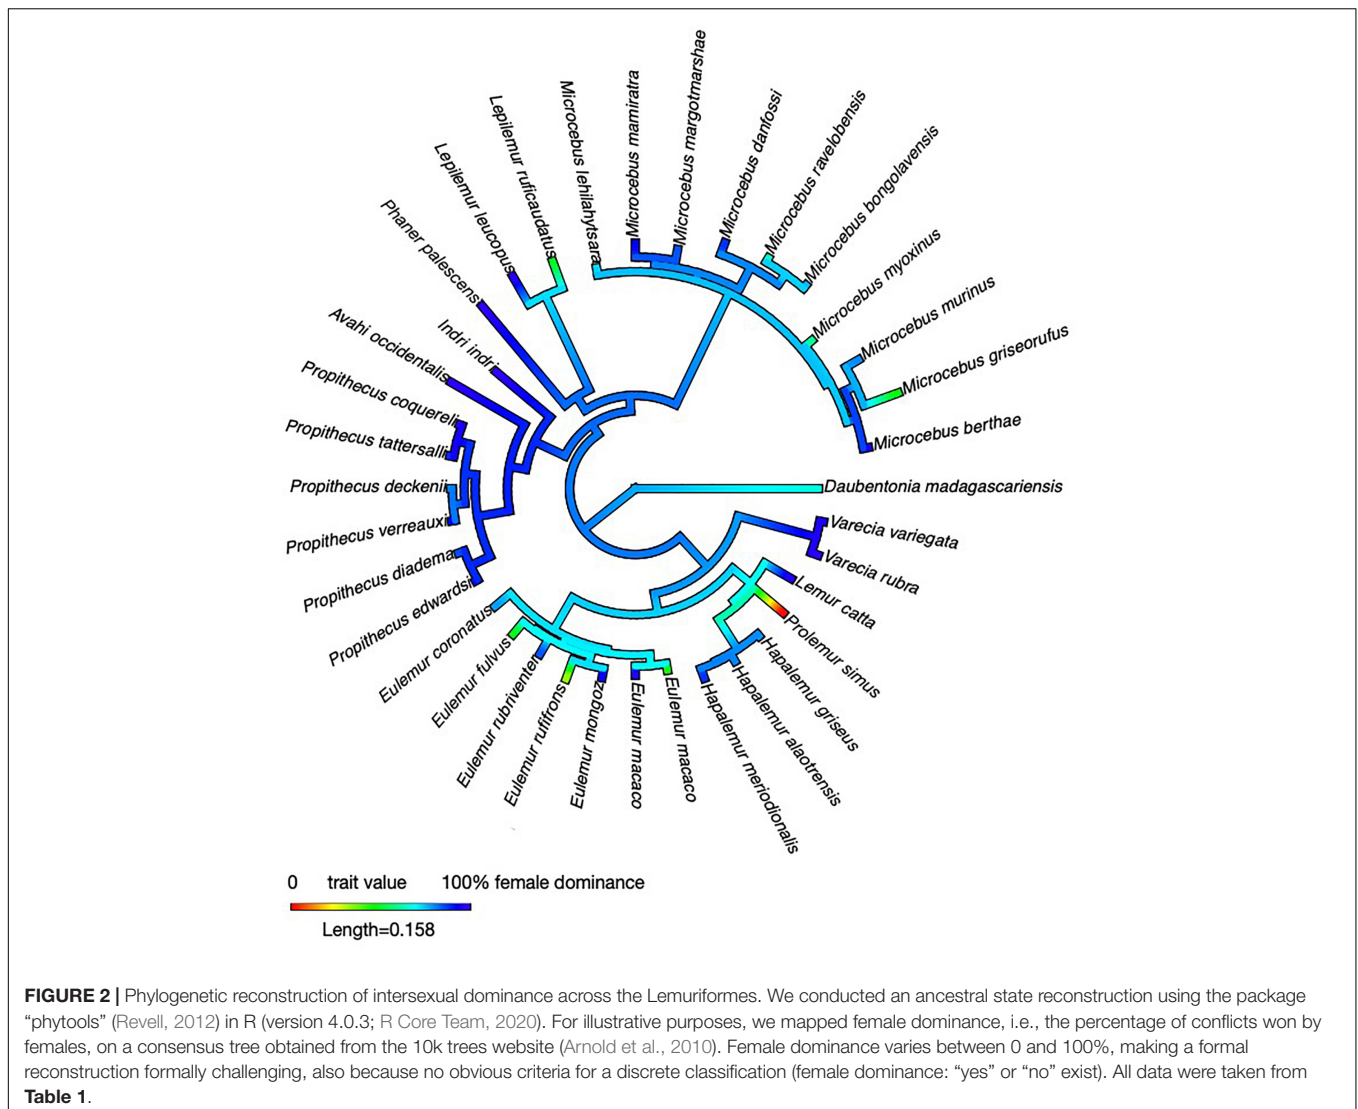 Microcebus margotmarshae
Microcebus mamiratra
Microcebus lehilahytsara
Lepilemur ruficaudatus
Lepilemur leucopus
Phaner palescens
Indri indri
Avahi occidentalis
Propithecus coquereli
Propithecus tattersalli
Propithecus deckenii
Propithecus verreauxi
Propithecus diadema
Propithecus edwardsi
Eulemur coronatus
Eulemur fulvus
Eulemur rubriventer
Eulemur rufifrons
Eulemur mongoz
Eulemur macaco
Eulemur macaco
Hapalemur meriodionalis
Hapalemur alaotrensis
Hapalemur griseus
Prolemur simus
Lemur catta
Varecia rubra
Varecia variegata
Daubentonia madagascariensis
Microcebus berthae
Microcebus griseorufus
Microcebus murinus
Microcebus myoxinus
Microcebus bongolavensis
Microcebus ravelobensis
Microcebus danfossi
0 trait value 100% female dominance
Length=0.158
FIGURE 2 | Phylogenetic reconstruction of intersexual dominance across the Lemuriformes. We conducted an ancestral state reconstruction using the package
“phytools” (Revell, 2012) in R (version 4.0.3; R Core Team, 2020). For illustrative purposes, we mapped female dominance, i.e., the percentage of conflicts won by
females, on a consensus tree obtained from the 10k trees website (Arnold et al., 2010). Female dominance varies between 0 and 100%, making a formal
reconstruction formally challenging, also because no obvious criteria for a discrete classification (female dominance: “yes” or “no” exist). All data were taken from
Table 1.